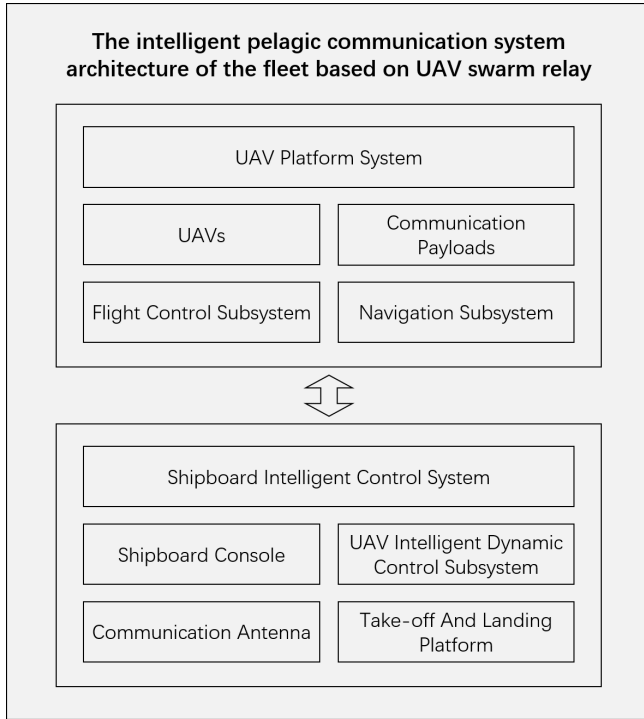 The intelligent pelagic communication system
architecture of the fleet based on UAV swarm relay
UAV Platform System
UAVs
Communication
Payloads
Flight Control Subsystem
Navigation Subsystem
Shipboard Intelligent Control System
Shipboard Console
UAV Intelligent Dynamic
Control Subsystem
Communication Antenna
Take-off And Landing
Platform